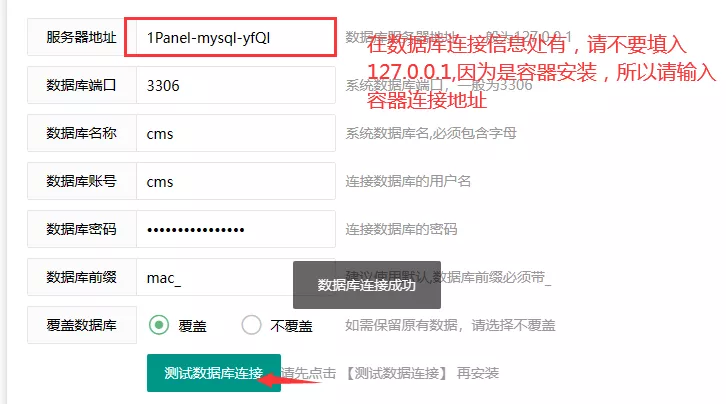 服务器地址 1Panel-mysql-yfQI 数据库服务器地址，一般为127.0.0.1
在数据库连接信息处有，请不要填入
127.0.0.1,因为是容器安装，所以请输入
容器连接地址
数据库端口 3306 系统数据库端口，一般为3306
数据库名称 cms 系统数据库名,必须包含字母
数据库账号 cms 连接数据库的用户名
数据库密码 •••••••••••••••• 连接数据库的密码
数据库前缀 mac_ 建议使用默认,数据库前缀必须带_
数据库连接成功
覆盖数据库 覆盖 不覆盖 如需保留原有数据，请选择不覆盖
测试数据库连接 请先点击 【测试数据连接】 再安装